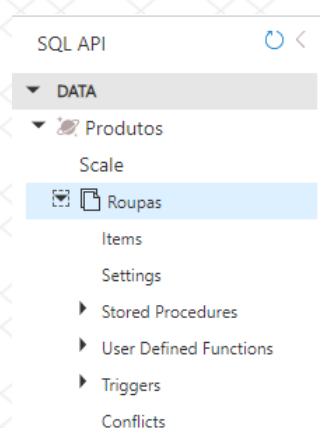 SQL API
DATA
Produtos
Scale
Roupas
Items
Settings
Stored Procedures
User Defined Functions
Triggers
Conflicts